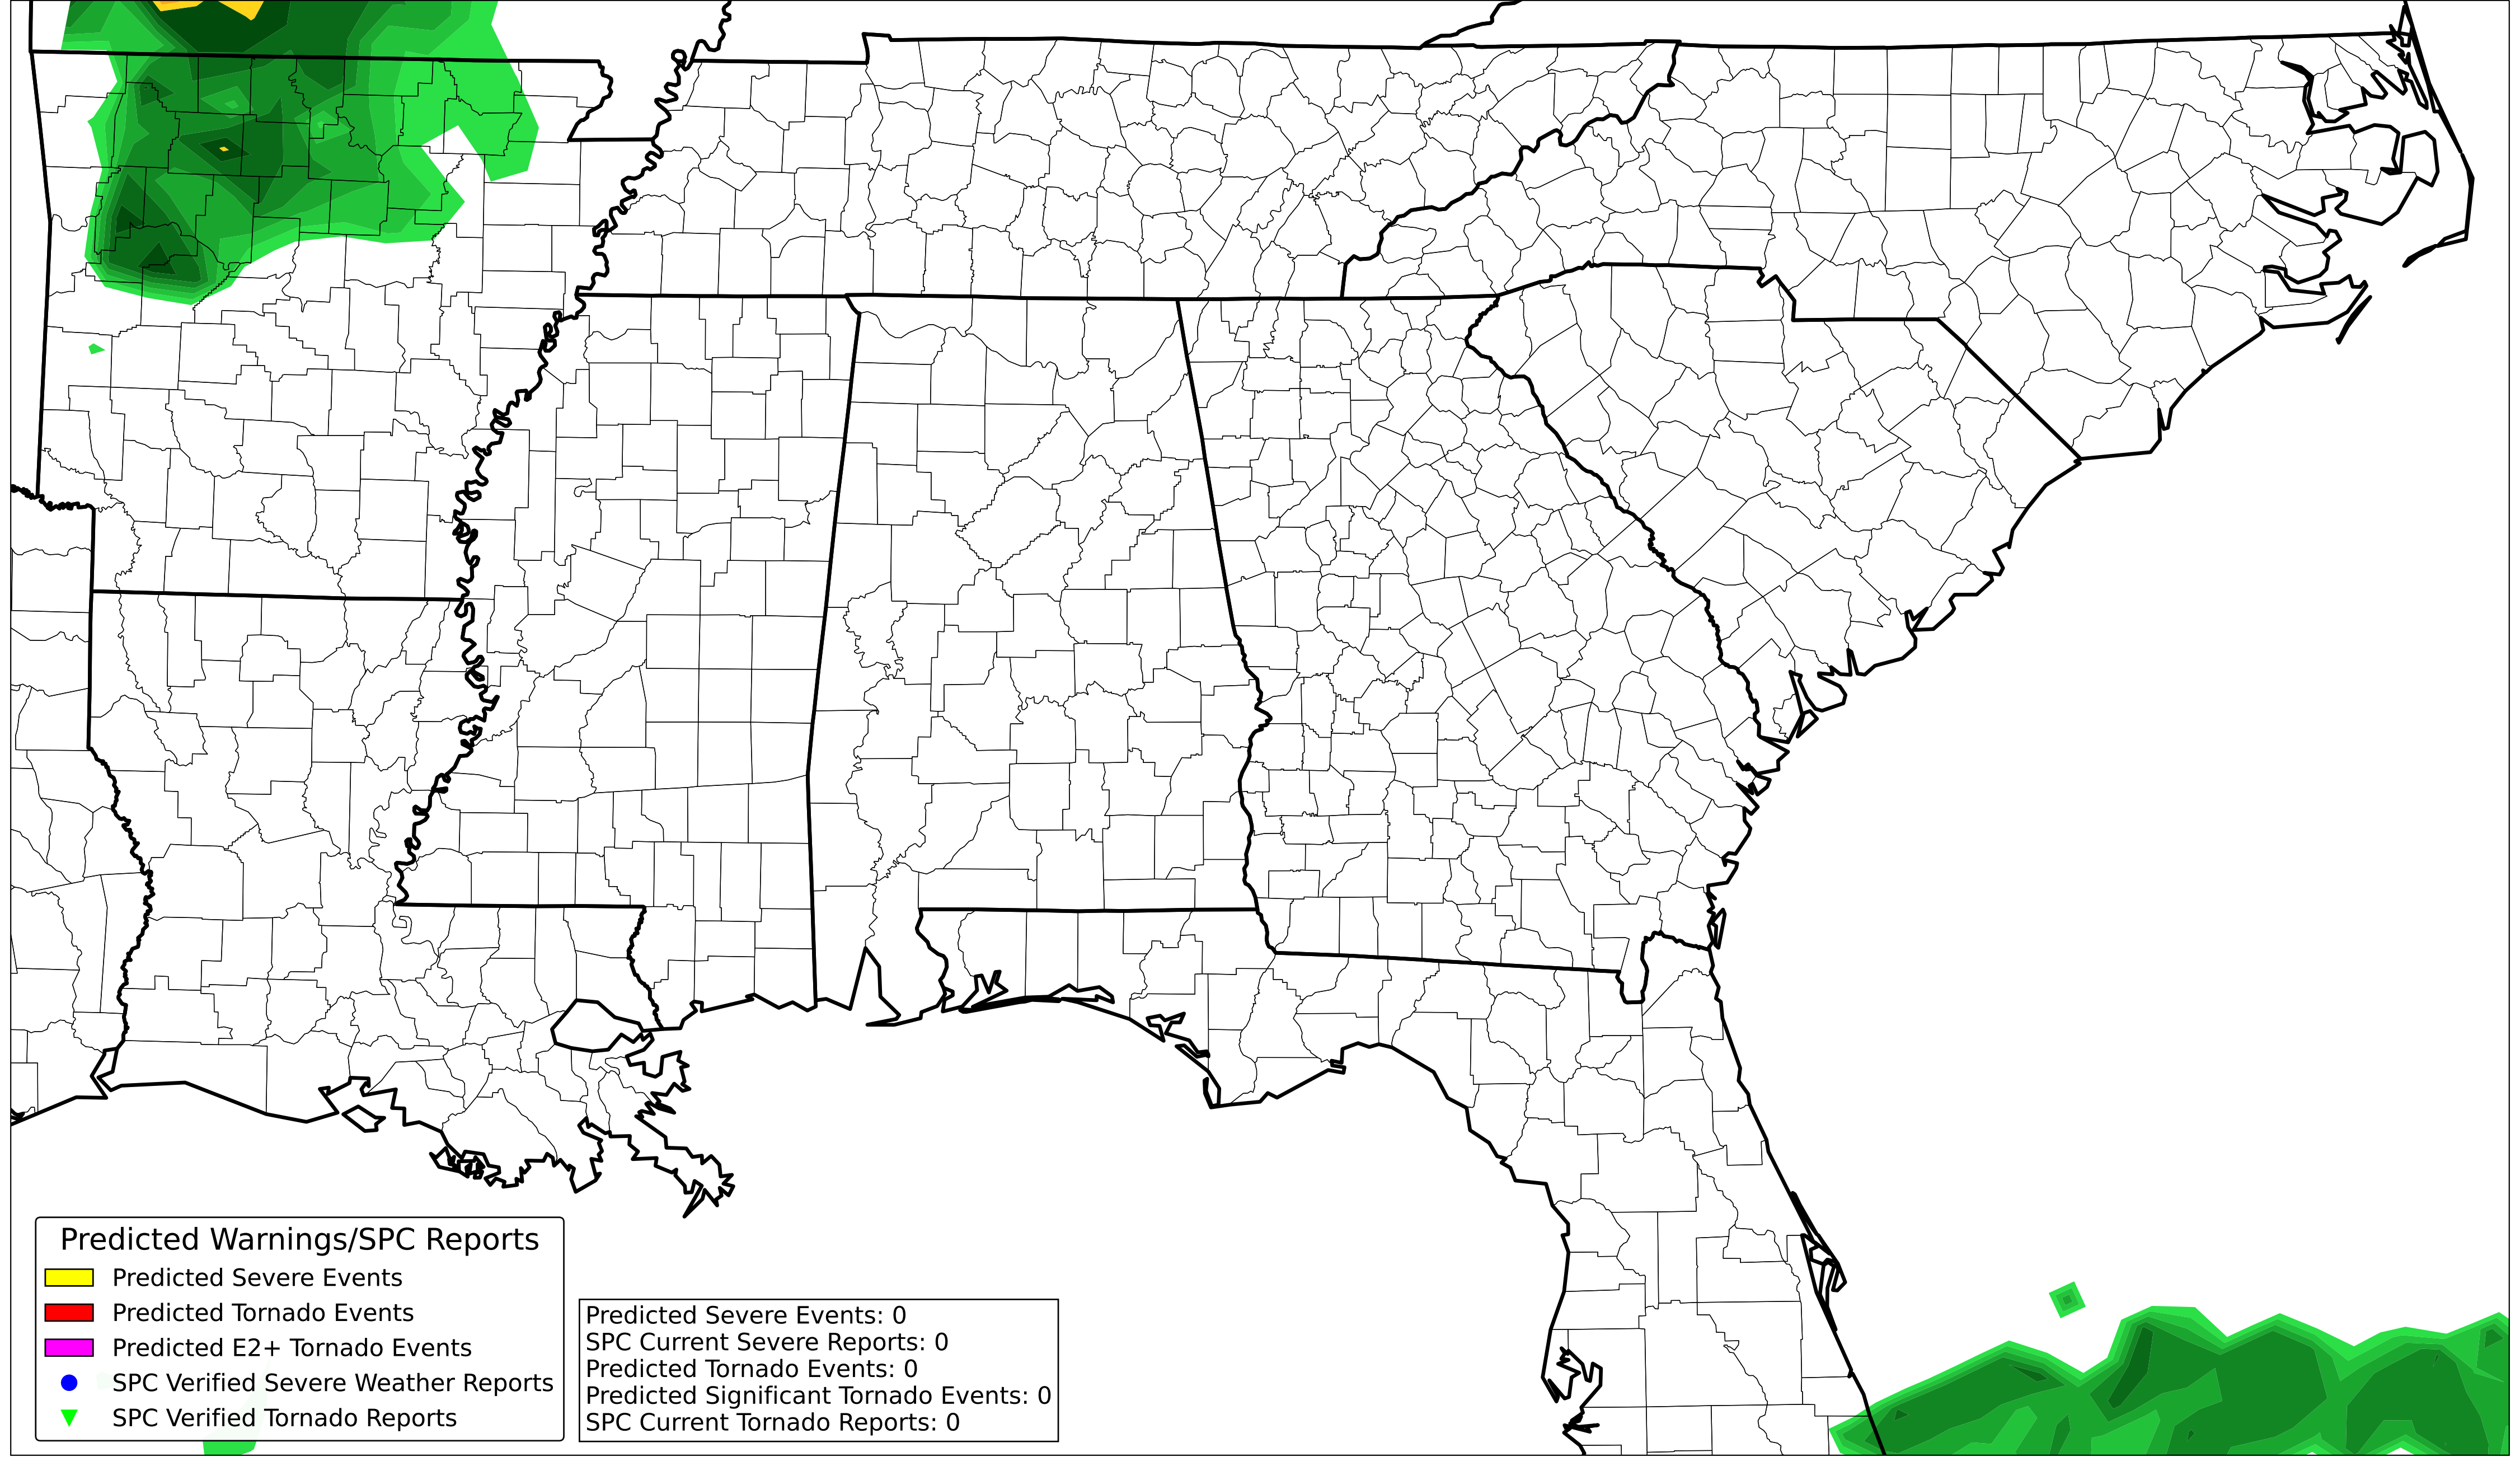 Predicted Warnings/SPC Reports
Predicted Severe Events
Predicted Tornado Events
Predicted E2+ Tornado Events
SPC Verified Severe Weather Reports
SPC Verified Tornado Reports
Predicted Severe Events: 0
SPC Current Severe Reports: 0
Predicted Tornado Events: 0
Predicted Significant Tornado Events: 0
SPC Current Tornado Reports: 0